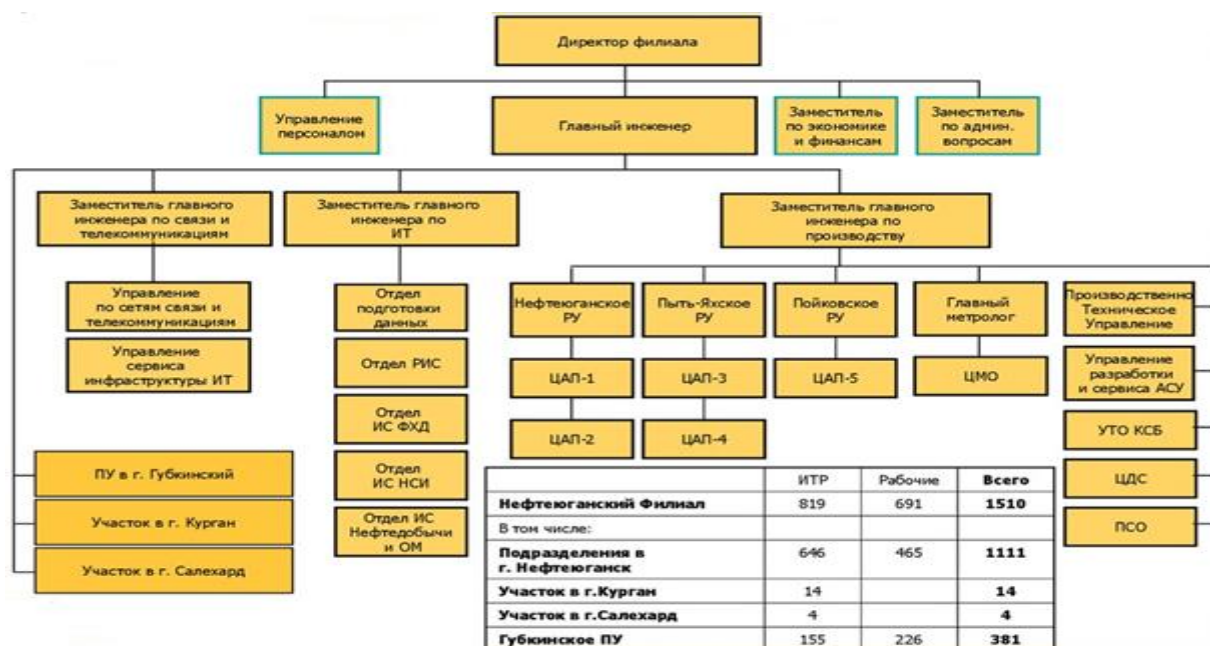 Директор филиала
Управление
персоналом
Главный инженер
Заместитель
по экономике
и финансам
Заместитель
по админ.
вопросам
Заместитель главного
инженера по связи и
телекоммуникациям
Заместитель главного
инженера по
ИТ
Заместитель главного
инженера по
производству
Управление
по сетям связи и
телекоммуникациям
Управление
сервиса
инфраструктуры ИТ
Отдел
подготовки
данных
Отдел РИС
Отдел
ИС ФХД
Отдел
ИС НСИ
Отдел ИС
Нефтедобычи
и ОМ
Нефтеюганское
РУ
ЦАП-1
ЦАП-2
Пыть-Яхское
РУ
ЦАП-3
ЦАП-4
Пойковское
РУ
ЦАП-5
Главный
метролог
ЦМО
Производственно
Техническое
Управление
Управление
разработки
и сервиса АСУ
УТО КСБ
ЦДС
ПСО
ПУ в г. Губкинский
Участок в г. Курган
Участок в г. Салехард
ИТР Рабочие Всего
Нефтеюганский Филиал 819 691 1510
В том числе:
Подразделения в
г. Нефтеюганск 646 465 1111
Участок в г.Курган 14 14
Участок в г.Салехард 4 4
Губкинское ПУ 155 226 381